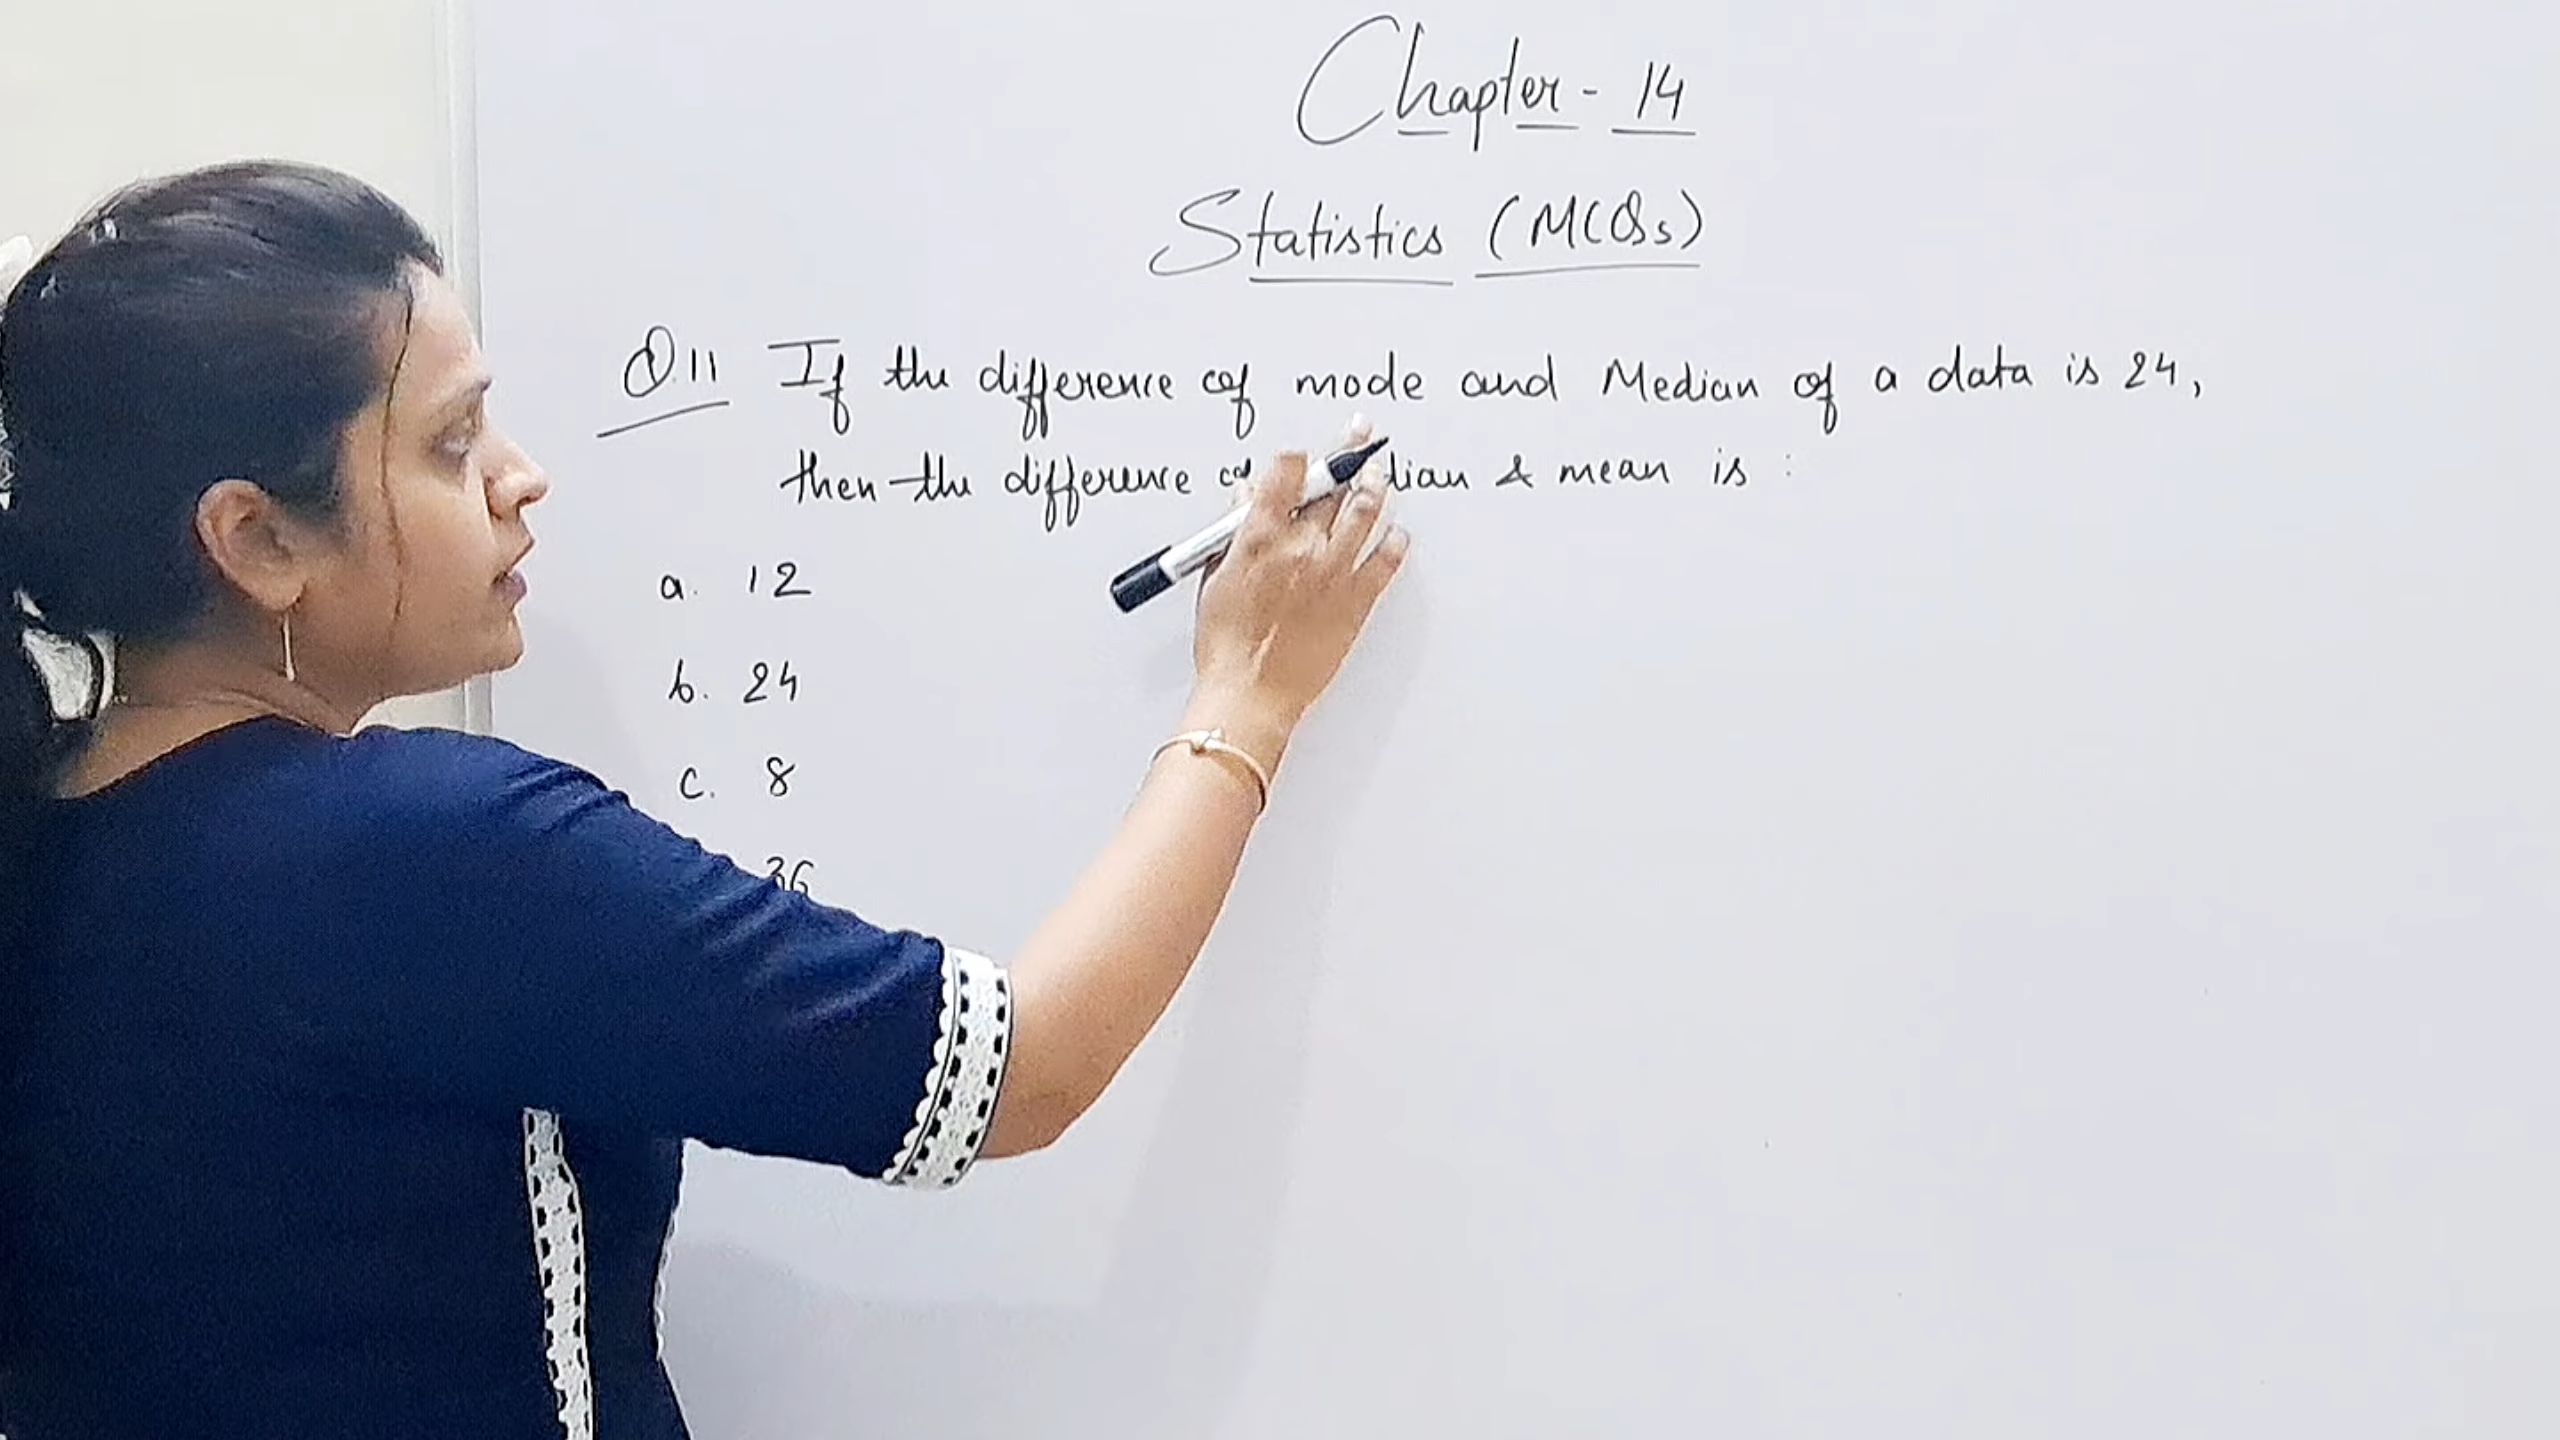 Chapter - 14
Statistics (MCQs)
Q.11 If the difference of mode and Median of a data is 24,
then the difference & mean is :
a. 12
b. 24
c. 8
36